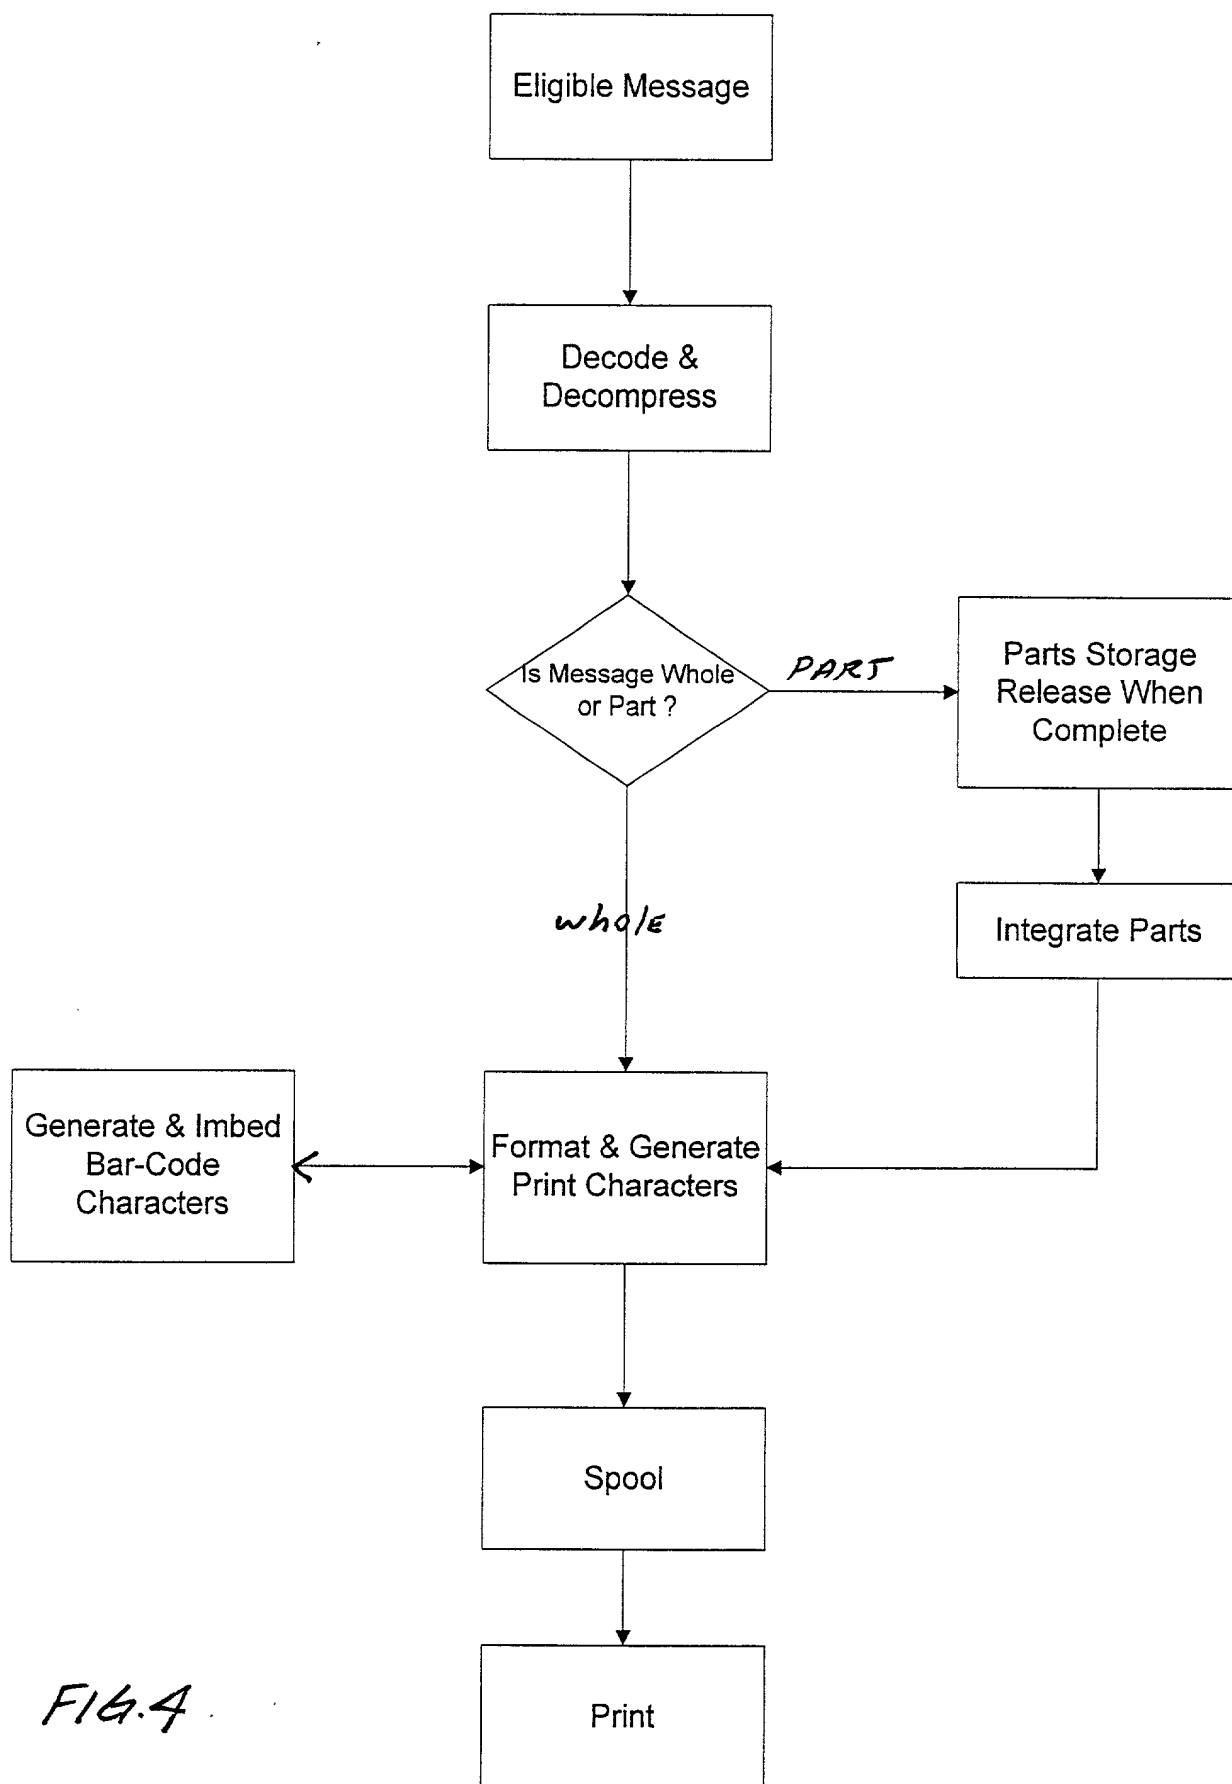 Eligible Message
Decode &
Decompress
Is Message Whole
or Part ?
PART
Parts Storage
Release When
Complete
whole
Integrate Parts
Generate & Imbed
Bar-Code
Characters
Format & Generate
Print Characters
Spool
Print
FIG.4